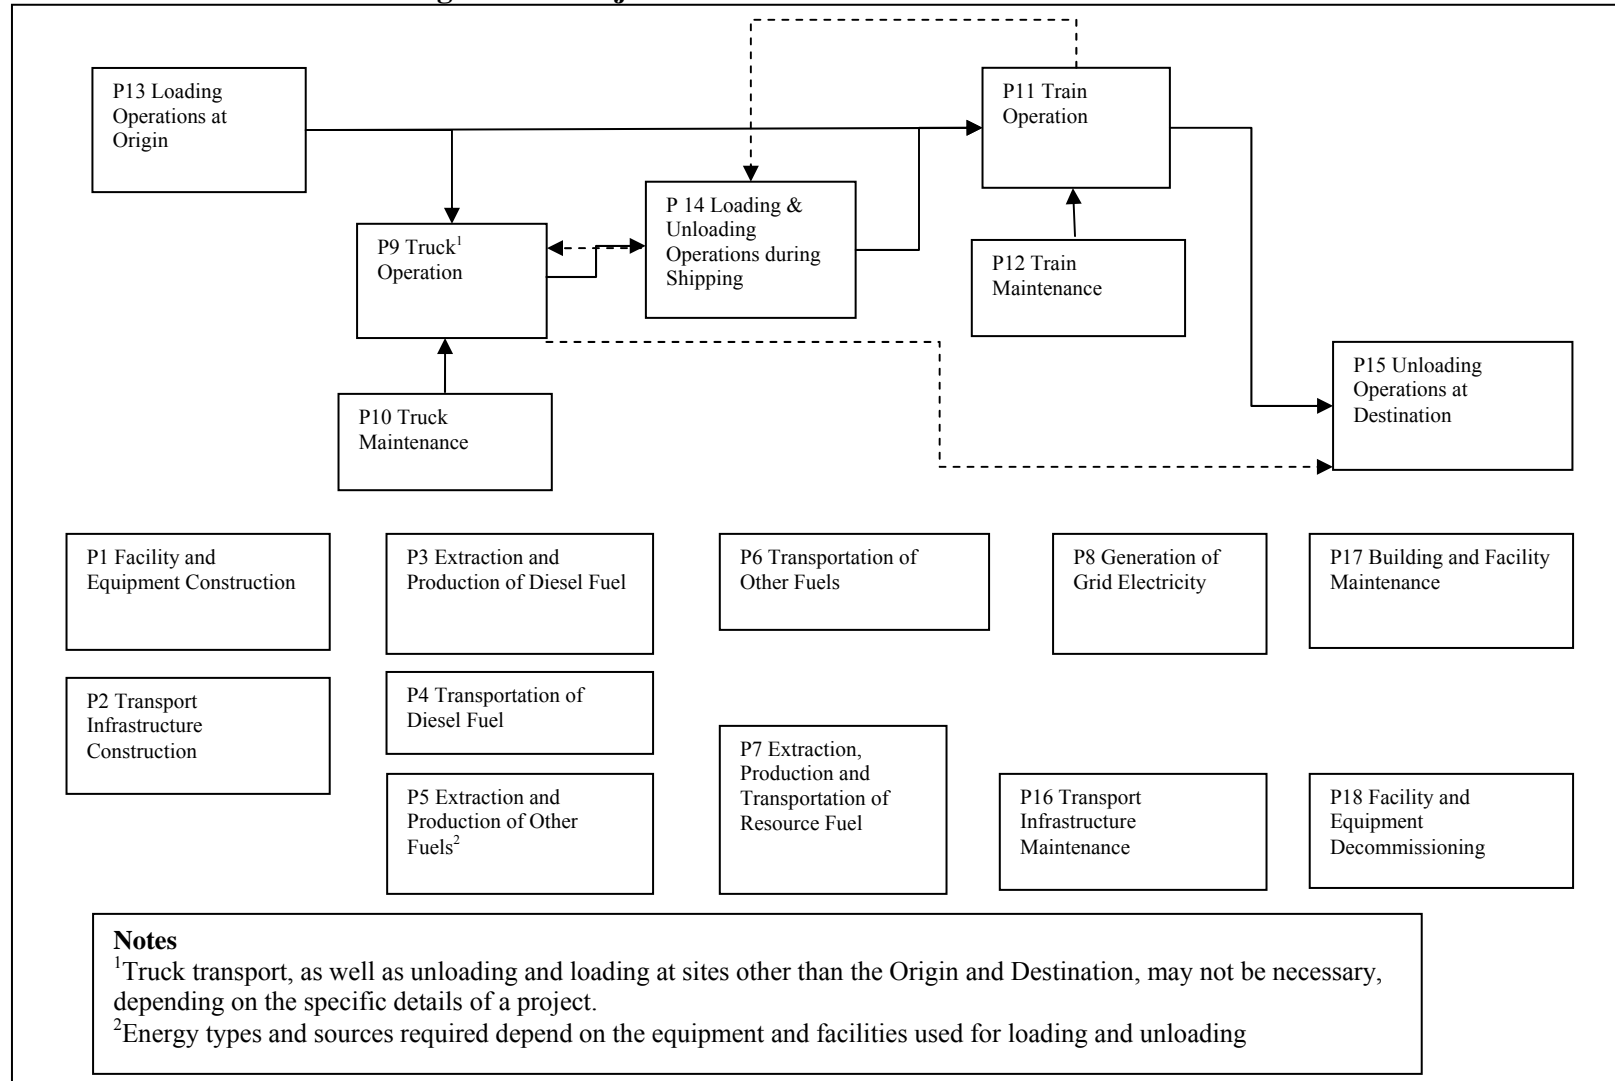 P13 Loading
Operations at
Origin
P11 Train
Operation
P 14 Loading &
Unloading
Operations during
Shipping
P9 Truck¹
Operation
P12 Train
Maintenance
P15 Unloading
Operations at
Destination
P10 Truck
Maintenance
P1 Facility and
Equipment Construction
P3 Extraction and
Production of Diesel Fuel
P6 Transportation of
Other Fuels
P8 Generation of
Grid Electricity
P17 Building and Facility
Maintenance
P2 Transport
Infrastructure
Construction
P4 Transportation of
Diesel Fuel
P7 Extraction,
Production and
Transportation of
Resource Fuel
P5 Extraction and
Production of Other
Fuels²
P16 Transport
Infrastructure
Maintenance
P18 Facility and
Equipment
Decommissioning
Notes
¹Truck transport, as well as unloading and loading at sites other than the Origin and Destination, may not be necessary,
depending on the specific details of a project.
²Energy types and sources required depend on the equipment and facilities used for loading and unloading